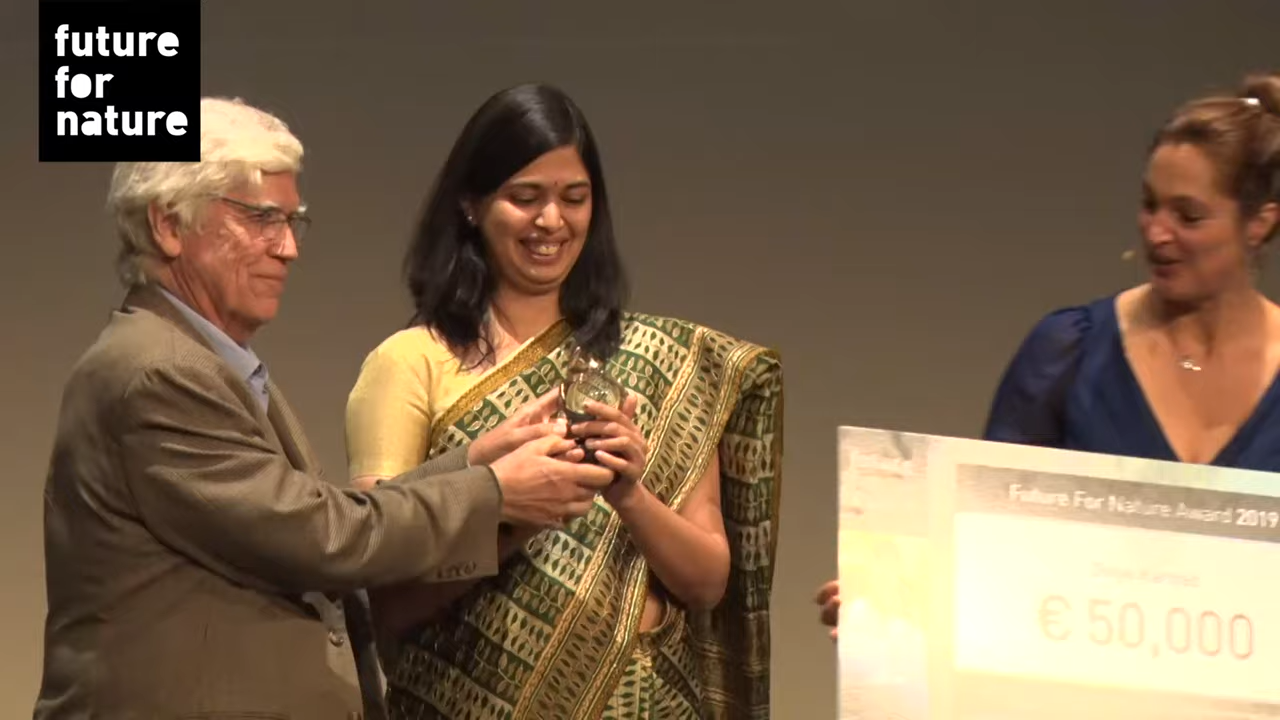 future
for
nature
Future For Nature Award 2019
€ 50,000